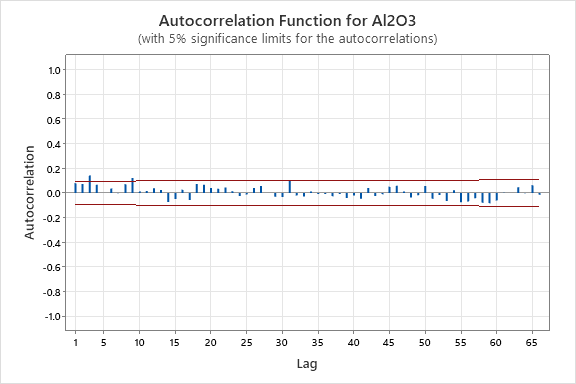 Autocorrelation Function for Al2O3
(with 5% significance limits for the autocorrelations)
1.0
0.8
0.6
0.4
0.2
0.0
-0.2
-0.4
-0.6
-0.8
-1.0
Autocorrelation
1 5 10 15 20 25 30 35 40 45 50 55 60 65
Lag